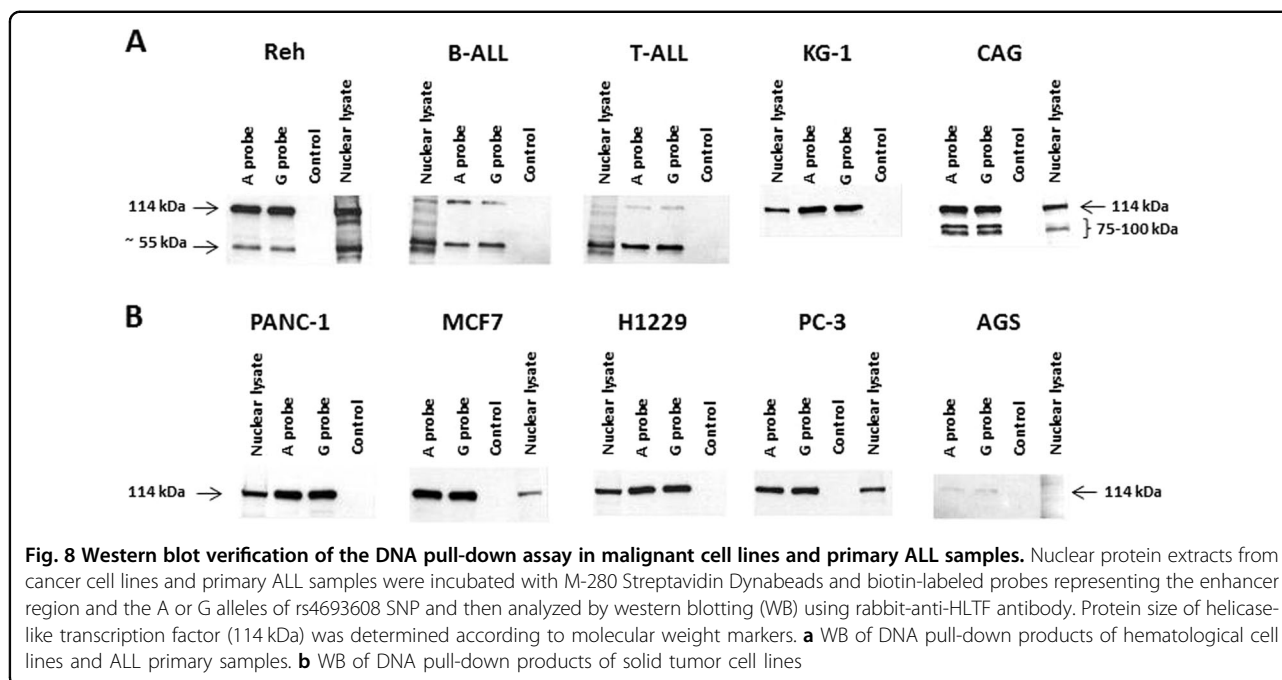 A
Reh B-ALL T-ALL KG-1 CAG
A probe G probe Control Nuclear lysate Nuclear lysate A probe G probe Control Nuclear lysate A probe G probe Control Nuclear lysate A probe G probe Control A probe G probe Control Nuclear lysate
114 kDa → ← 114 kDa
~ 55 kDa → } 75-100 kDa
B
PANC-1 MCF7 H1229 PC-3 AGS
Nuclear lysate A probe G probe Control A probe G probe Control Nuclear lysate Nuclear lysate A probe G probe Control A probe G probe Control Nuclear lysate A probe G probe Control Nuclear lysate
114 kDa → ← 114 kDa
Fig. 8 Western blot verification of the DNA pull-down assay in malignant cell lines and primary ALL samples. Nuclear protein extracts from
cancer cell lines and primary ALL samples were incubated with M-280 Streptavidin Dynabeads and biotin-labeled probes representing the enhancer
region and the A or G alleles of rs4693608 SNP and then analyzed by western blotting (WB) using rabbit-anti-HLTF antibody. Protein size of helicase-
like transcription factor (114 kDa) was determined according to molecular weight markers. a WB of DNA pull-down products of hematological cell
lines and ALL primary samples. b WB of DNA pull-down products of solid tumor cell lines